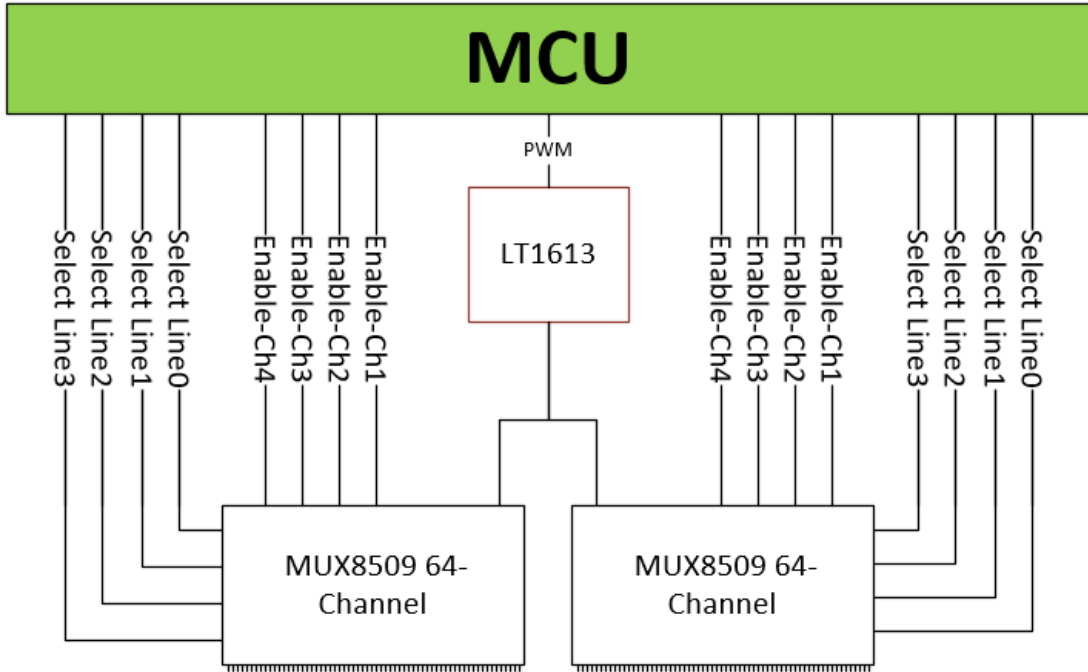 MCU
PWM
LT1613
Select Line3
Select Line2
Select Line1
Select Line0
Enable-Ch4
Enable-Ch3
Enable-Ch2
Enable-Ch1
Enable-Ch4
Enable-Ch3
Enable-Ch2
Enable-Ch1
Select Line3
Select Line2
Select Line1
Select Line0
MUX8509 64-
Channel
MUX8509 64-
Channel